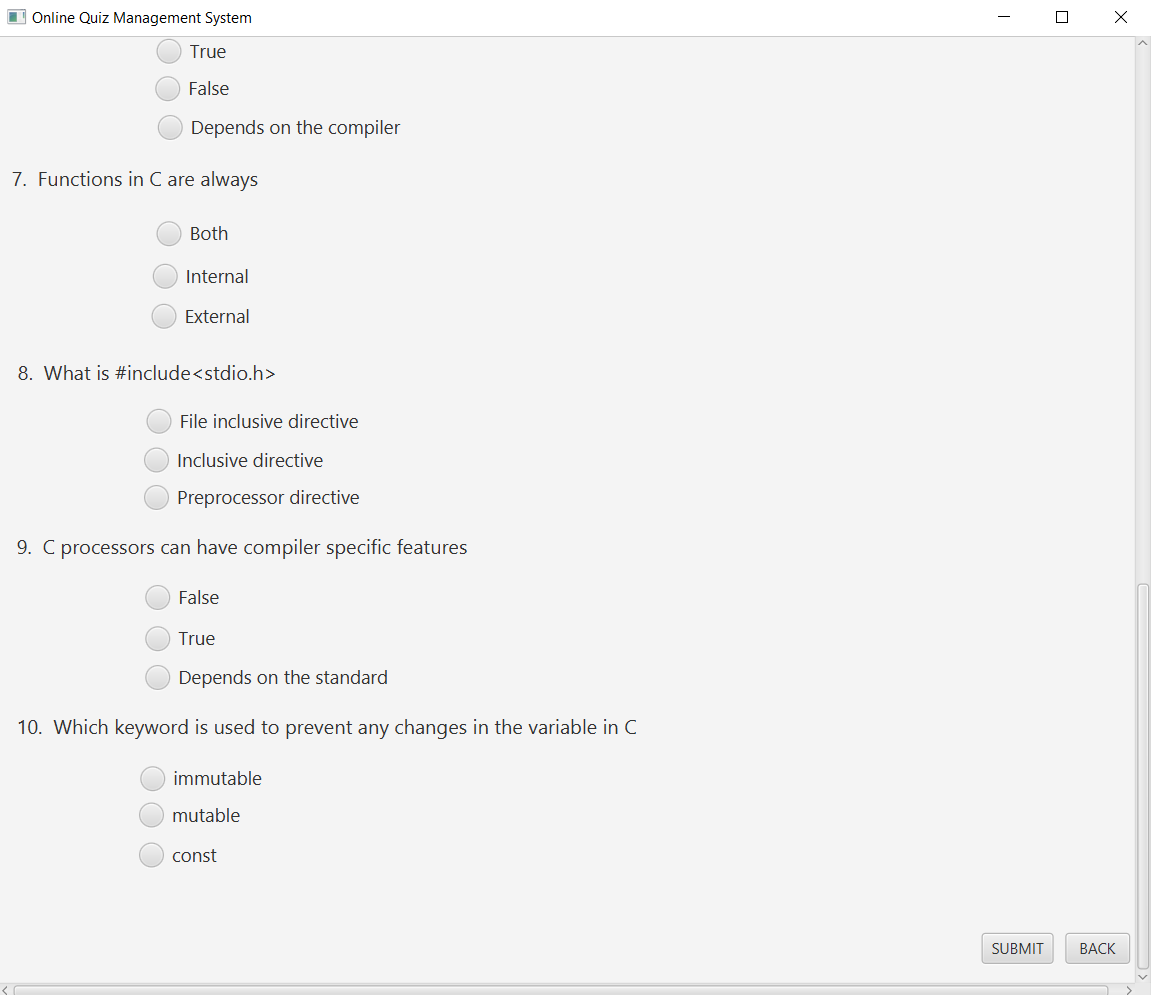 Online Quiz Management System
True
False
Depends on the compiler
7. Functions in C are always
Both
Internal
External
8. What is #include<stdio.h>
File inclusive directive
Inclusive directive
Preprocessor directive
9. C processors can have compiler specific features
False
True
Depends on the standard
10. Which keyword is used to prevent any changes in the variable in C
immutable
mutable
const
SUBMIT BACK